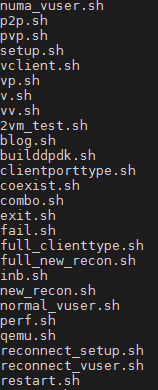 numa_vuser.sh
p2p.sh
pvp.sh
setup.sh
vclient.sh
vp.sh
v.sh
vv.sh
2vm_test.sh
blog.sh
builddpdk.sh
clientporttype.sh
coexist.sh
combo.sh
exit.sh
fail.sh
full_clienttype.sh
full_new_recon.sh
inb.sh
new_recon.sh
normal_vuser.sh
perf.sh
qemu.sh
reconnect_setup.sh
reconnect_vuser.sh
restart.sh